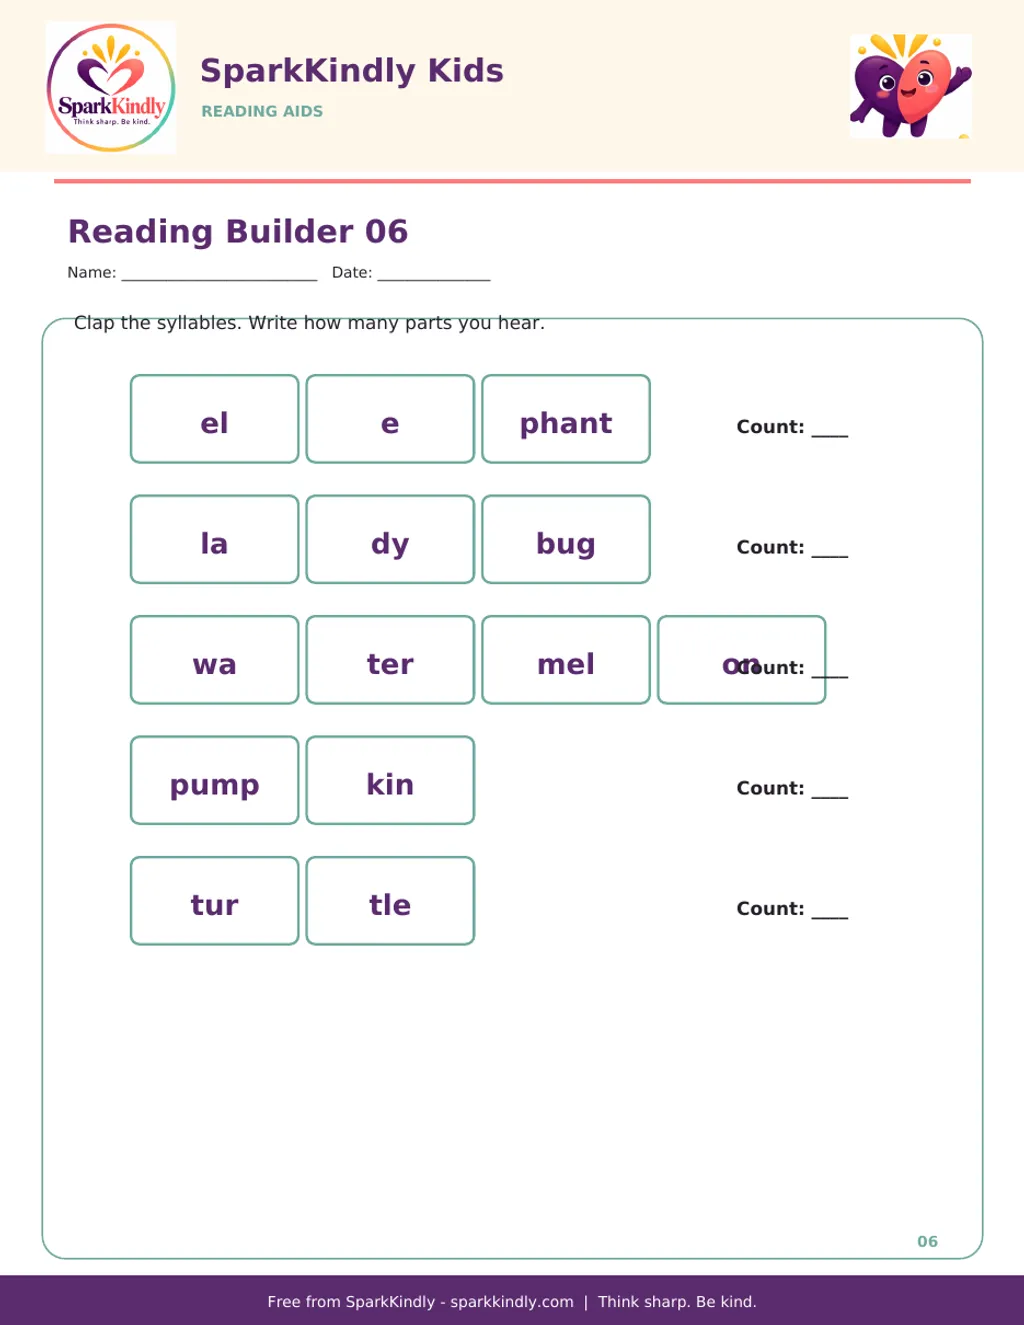 SparkKindly
Think sharp. Be kind.
SparkKindly Kids
READING AIDS
Reading Builder 06
Name: __________________________ Date: _______________
Clap the syllables. Write how many parts you hear.
el e phant Count: ____
la dy bug Count: ____
wa ter mel on Count: ____
pump kin Count: ____
tur tle Count: ____
06
Free from SparkKindly - sparkkindly.com | Think sharp. Be kind.